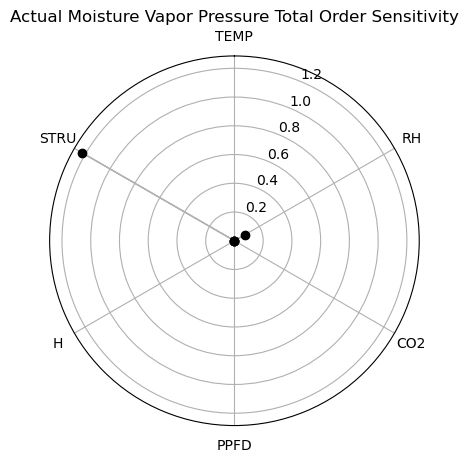 Actual Moisture Vapor Pressure Total Order Sensitivity
TEMP
1.2
1.0
STRU
0.8
RH
0.6
0.4
0.2
H
CO2
PPFD